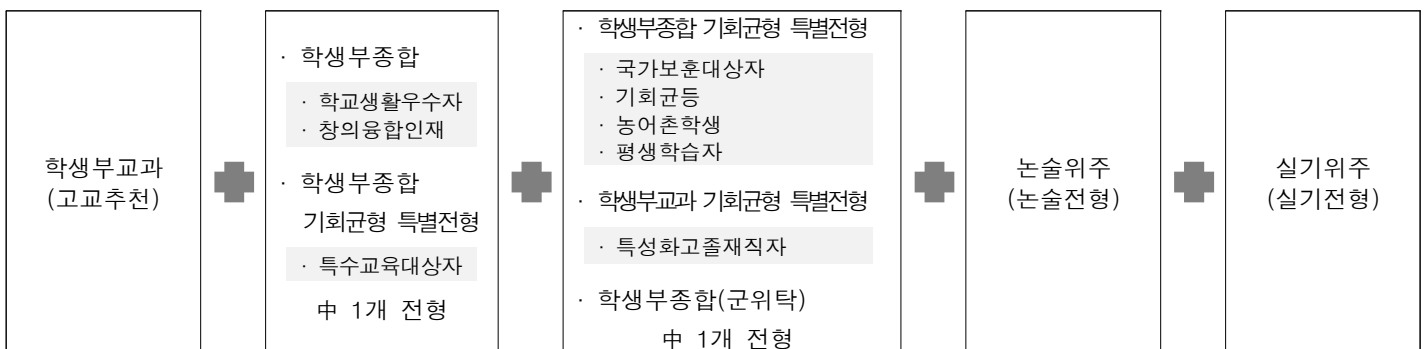 학생부교과
(고교추천)
· 학생부종합
· 학교생활우수자
· 창의융합인재
· 학생부종합
기회균형 특별전형
· 특수교육대상자
中 1개 전형
· 학생부종합 기회균형 특별전형
· 국가보훈대상자
· 기회균등
· 농어촌학생
· 평생학습자
· 학생부교과 기회균형 특별전형
· 특성화고졸재직자
· 학생부종합(군위탁)
中 1개 전형
논술위주
(논술전형)
실기위주
(실기전형)